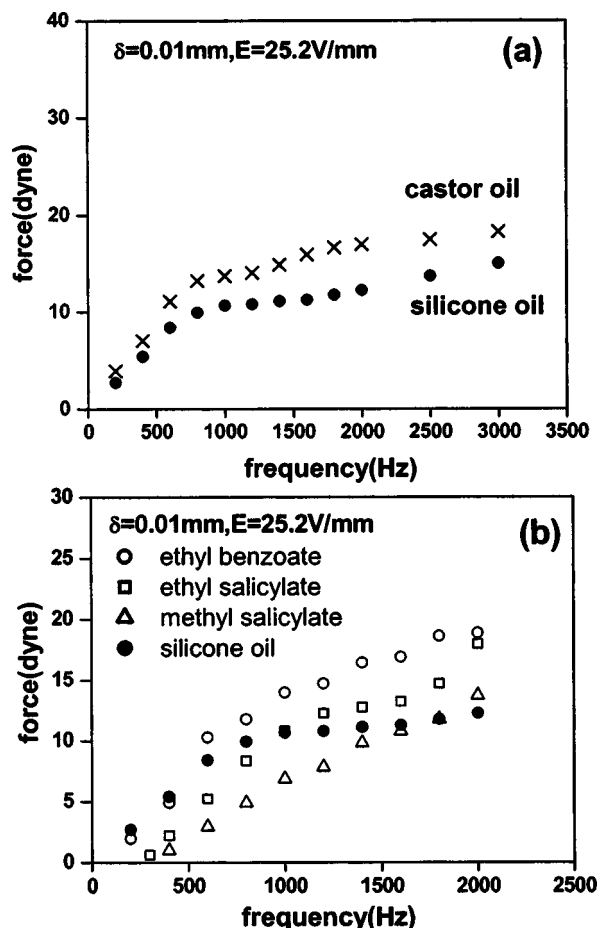 δ=0.01mm,E=25.2V/mm (a)
40
30
20
10
0
force(dyne)
castor oil
silicone oil
0 500 1000 1500 2000 2500 3000 3500
frequency(Hz)
δ=0.01mm,E=25.2V/mm (b)
ethyl benzoate
ethyl salicylate
methyl salicylate
silicone oil
30
25
20
15
10
5
0
force(dyne)
0 500 1000 1500 2000 2500
frequency(Hz)